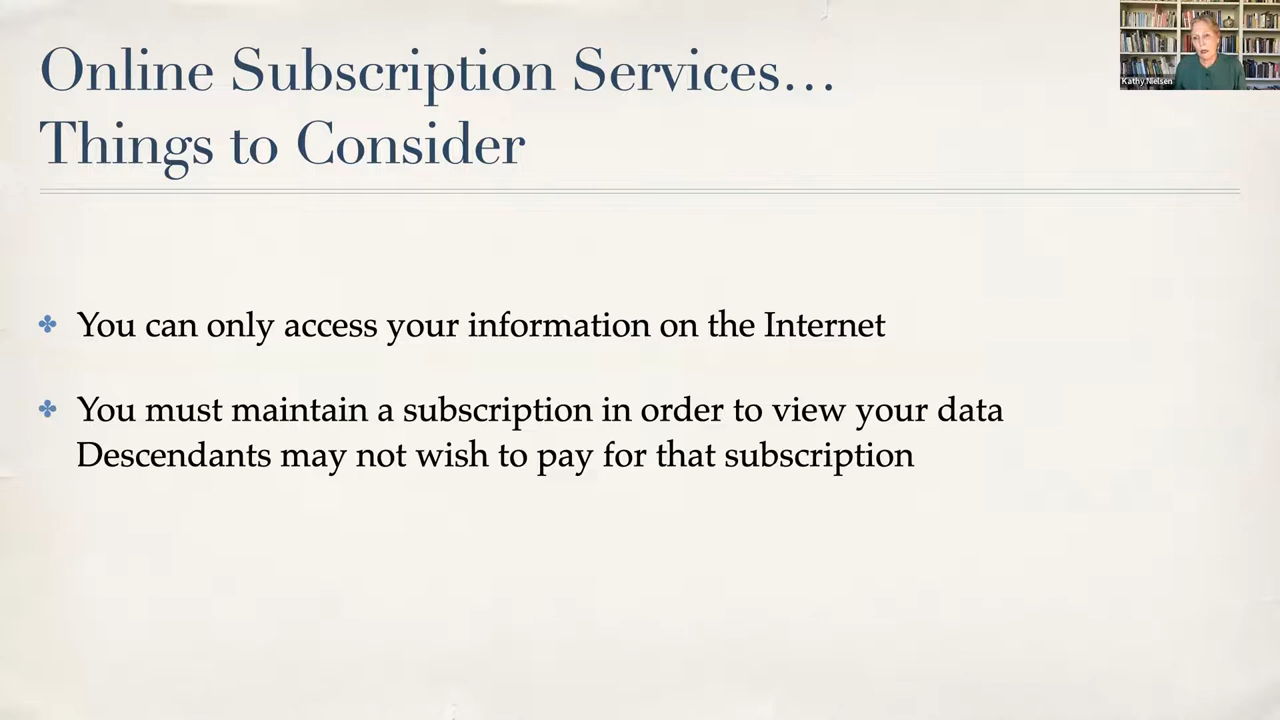 Online Subscription Services…
Things to Consider
Kathy Nielsen
You can only access your information on the Internet
You must maintain a subscription in order to view your data
Descendants may not wish to pay for that subscription